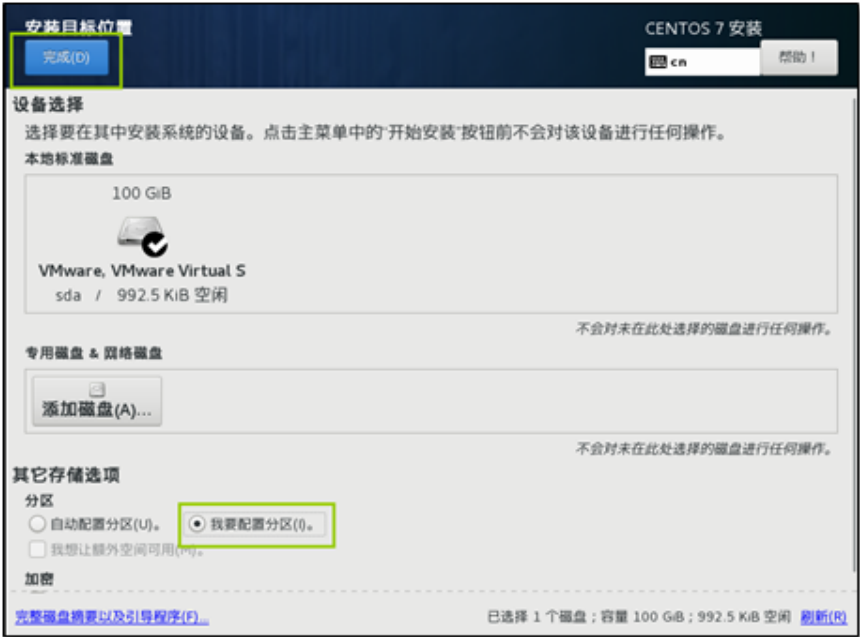 安装目标位置
CENTOS 7 安装
完成(D)
cn
帮助！
设备选择
选择要在其中安装系统的设备。点击主菜单中的"开始安装"按钮前不会对该设备进行任何操作。
本地标准磁盘
100 GiB
VMware, VMware Virtual S
sda / 992.5 KiB 空闲
不会对未在此处选择的磁盘进行任何操作。
专用磁盘 & 网络磁盘
添加磁盘(A)...
不会对未在此处选择的磁盘进行任何操作。
其它存储选项
分区
自动配置分区(U)。 我要配置分区(I)。
我想让额外空间可用(M)。
加密
完整磁盘摘要以及引导程序(F)...
已选择 1 个磁盘；容量 100 GiB；992.5 KiB 空闲 刷新(R)